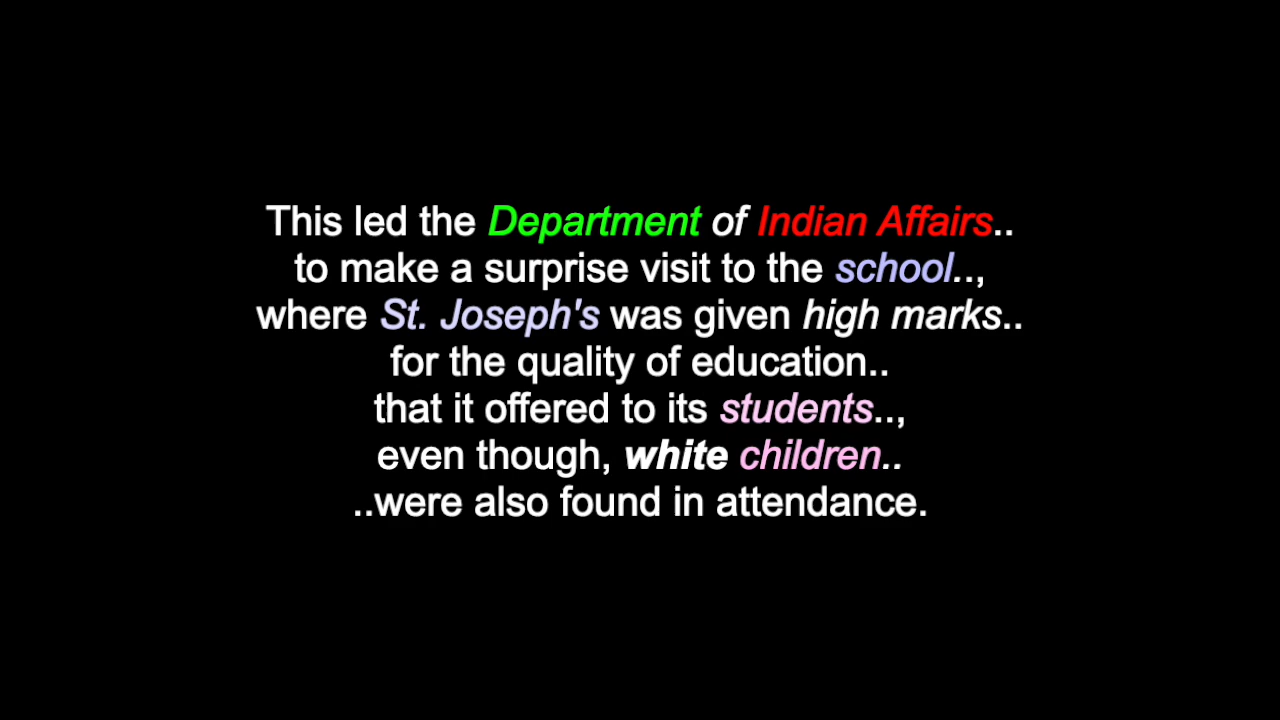 This led the Department of Indian Affairs..
to make a surprise visit to the school..,
where St. Joseph's was given high marks..
for the quality of education..
that it offered to its students..,
even though, white children..
..were also found in attendance.